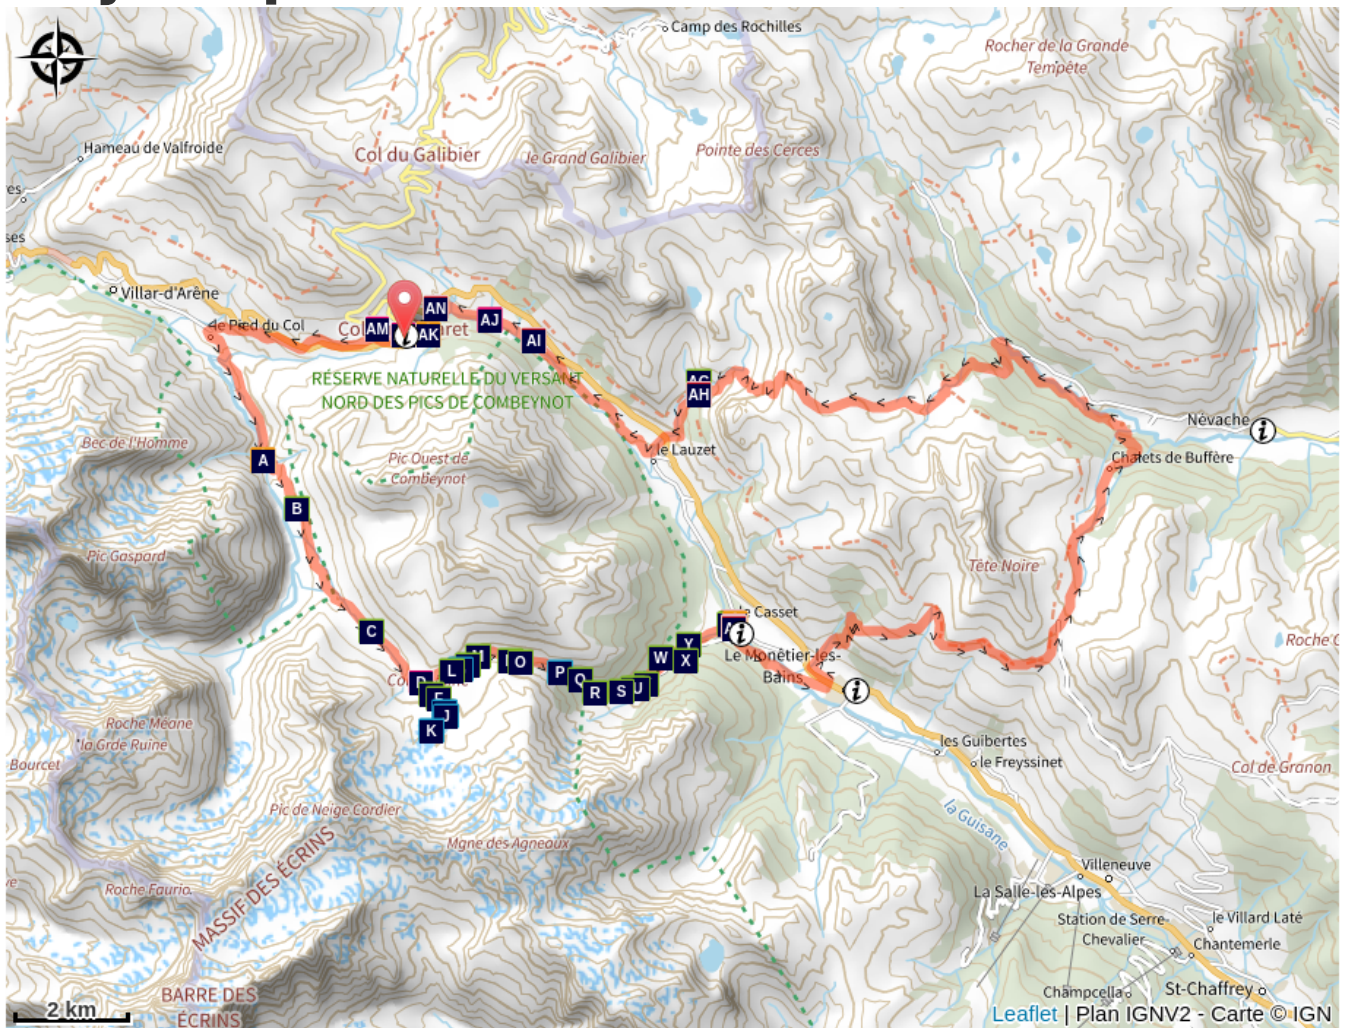 Camp des Rochilles
Rocher de la Grande
Tempête
Hameau de Valfroide
Col du Galibier
le Grand Galibier
Pointe des Cerces
res
ses
Villar-d'Arêne
le Pied du Col
AN
AM
AJ
AK
AI
RÉSERVE NATURELLE DU VERSANT
NORD DES PICS DE COMBEYNOT
AH
Névache
Bec de l'Homme
Pic Ouest de
Combeynot
le Lauzet
Chalets de Buffère
A
B
Pic Gaspard
Tête Noire
le Casset
C
Y
Le Monêtier-les-
Bains
Roche C
L
M
O
W
X
P
Q
D
R
S
U
E
J
K
Roche Méane
la Grde Ruine
Bourcet
les Guibertes
le Freyssinet
Col de Granon
Pic de Neige Cordier
Mgne des Agneaux
la Guisane
MASSIF DES ÉCRINS
Roche Faurio
Villeneuve
La Salle-les-Alpes
Station de Serre-
Chevalier
le Villard Laté
Chantemerle
BARRE DES
ÉCRINS
Champcella
St-Chaffrey
2 km
Leaflet | Plan IGNV2 - Carte © IGN